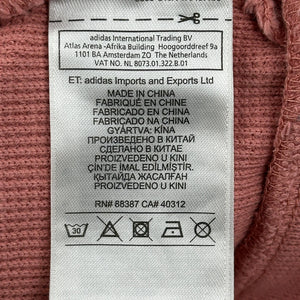 adidas International Trading BV
Atlas Arena -Afrika Building Hoogoorddreef 9a
1101 BA Amsterdam ZO The Netherlands
VAT NO. NL 8073.01.322.B.01
ET: adidas Imports and Exports Ltd
MADE IN CHINA
FABRIQUÉ EN CHINE
FABRICADO EN CHINA
FABRICADO NA CHINA
GYÁRTVA: KÍNA
ПРОИЗВЕДЕНО В КИТАЙ
СДЕЛАНО В КИТАЕ
PROIZVEDENO U KINI
ÇİN'DE İMAL EDİLMİŞTİR.
ҚЫТАЙДА ЖАСАЛҒАН
PROIZVEDENO U KINI
RN# 88387 CA# 40312
30